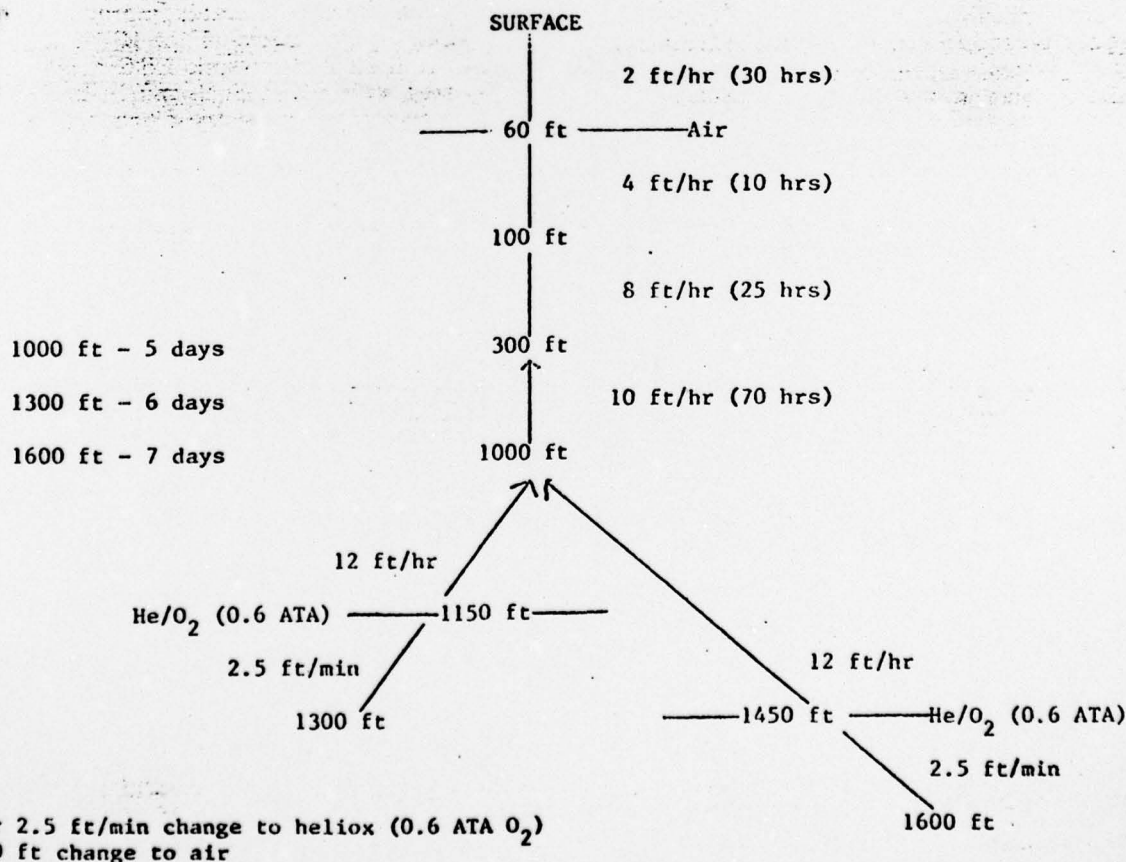 SURFACE
2 ft/hr (30 hrs)
60 ft Air
4 ft/hr (10 hrs)
100 ft
8 ft/hr (25 hrs)
1000 ft - 5 days
300 ft
1300 ft - 6 days
10 ft/hr (70 hrs)
1600 ft - 7 days
1000 ft
12 ft/hr
He/O₂ (0.6 ATA) 1150 ft
2.5 ft/min
12 ft/hr
1300 ft
1450 ft He/O₂ (0.6 ATA)
2.5 ft/min
1600 ft
2.5 ft/min change to heliox (0.6 ATA O₂)
ft change to air